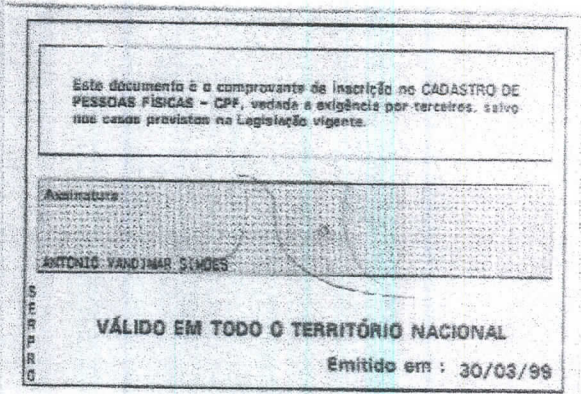 Este documento é o comprovante de inscrição no CADASTRO DE
PESSOAS FÍSICAS - CPF, vedada a exigência por terceiros, salvo
nos casos previstos na Legislação vigente.
Assinatura
ANTONIO VANDIMAR SIMOES
SERPRO
VÁLIDO EM TODO O TERRITÓRIO NACIONAL
Emitido em : 30/03/99